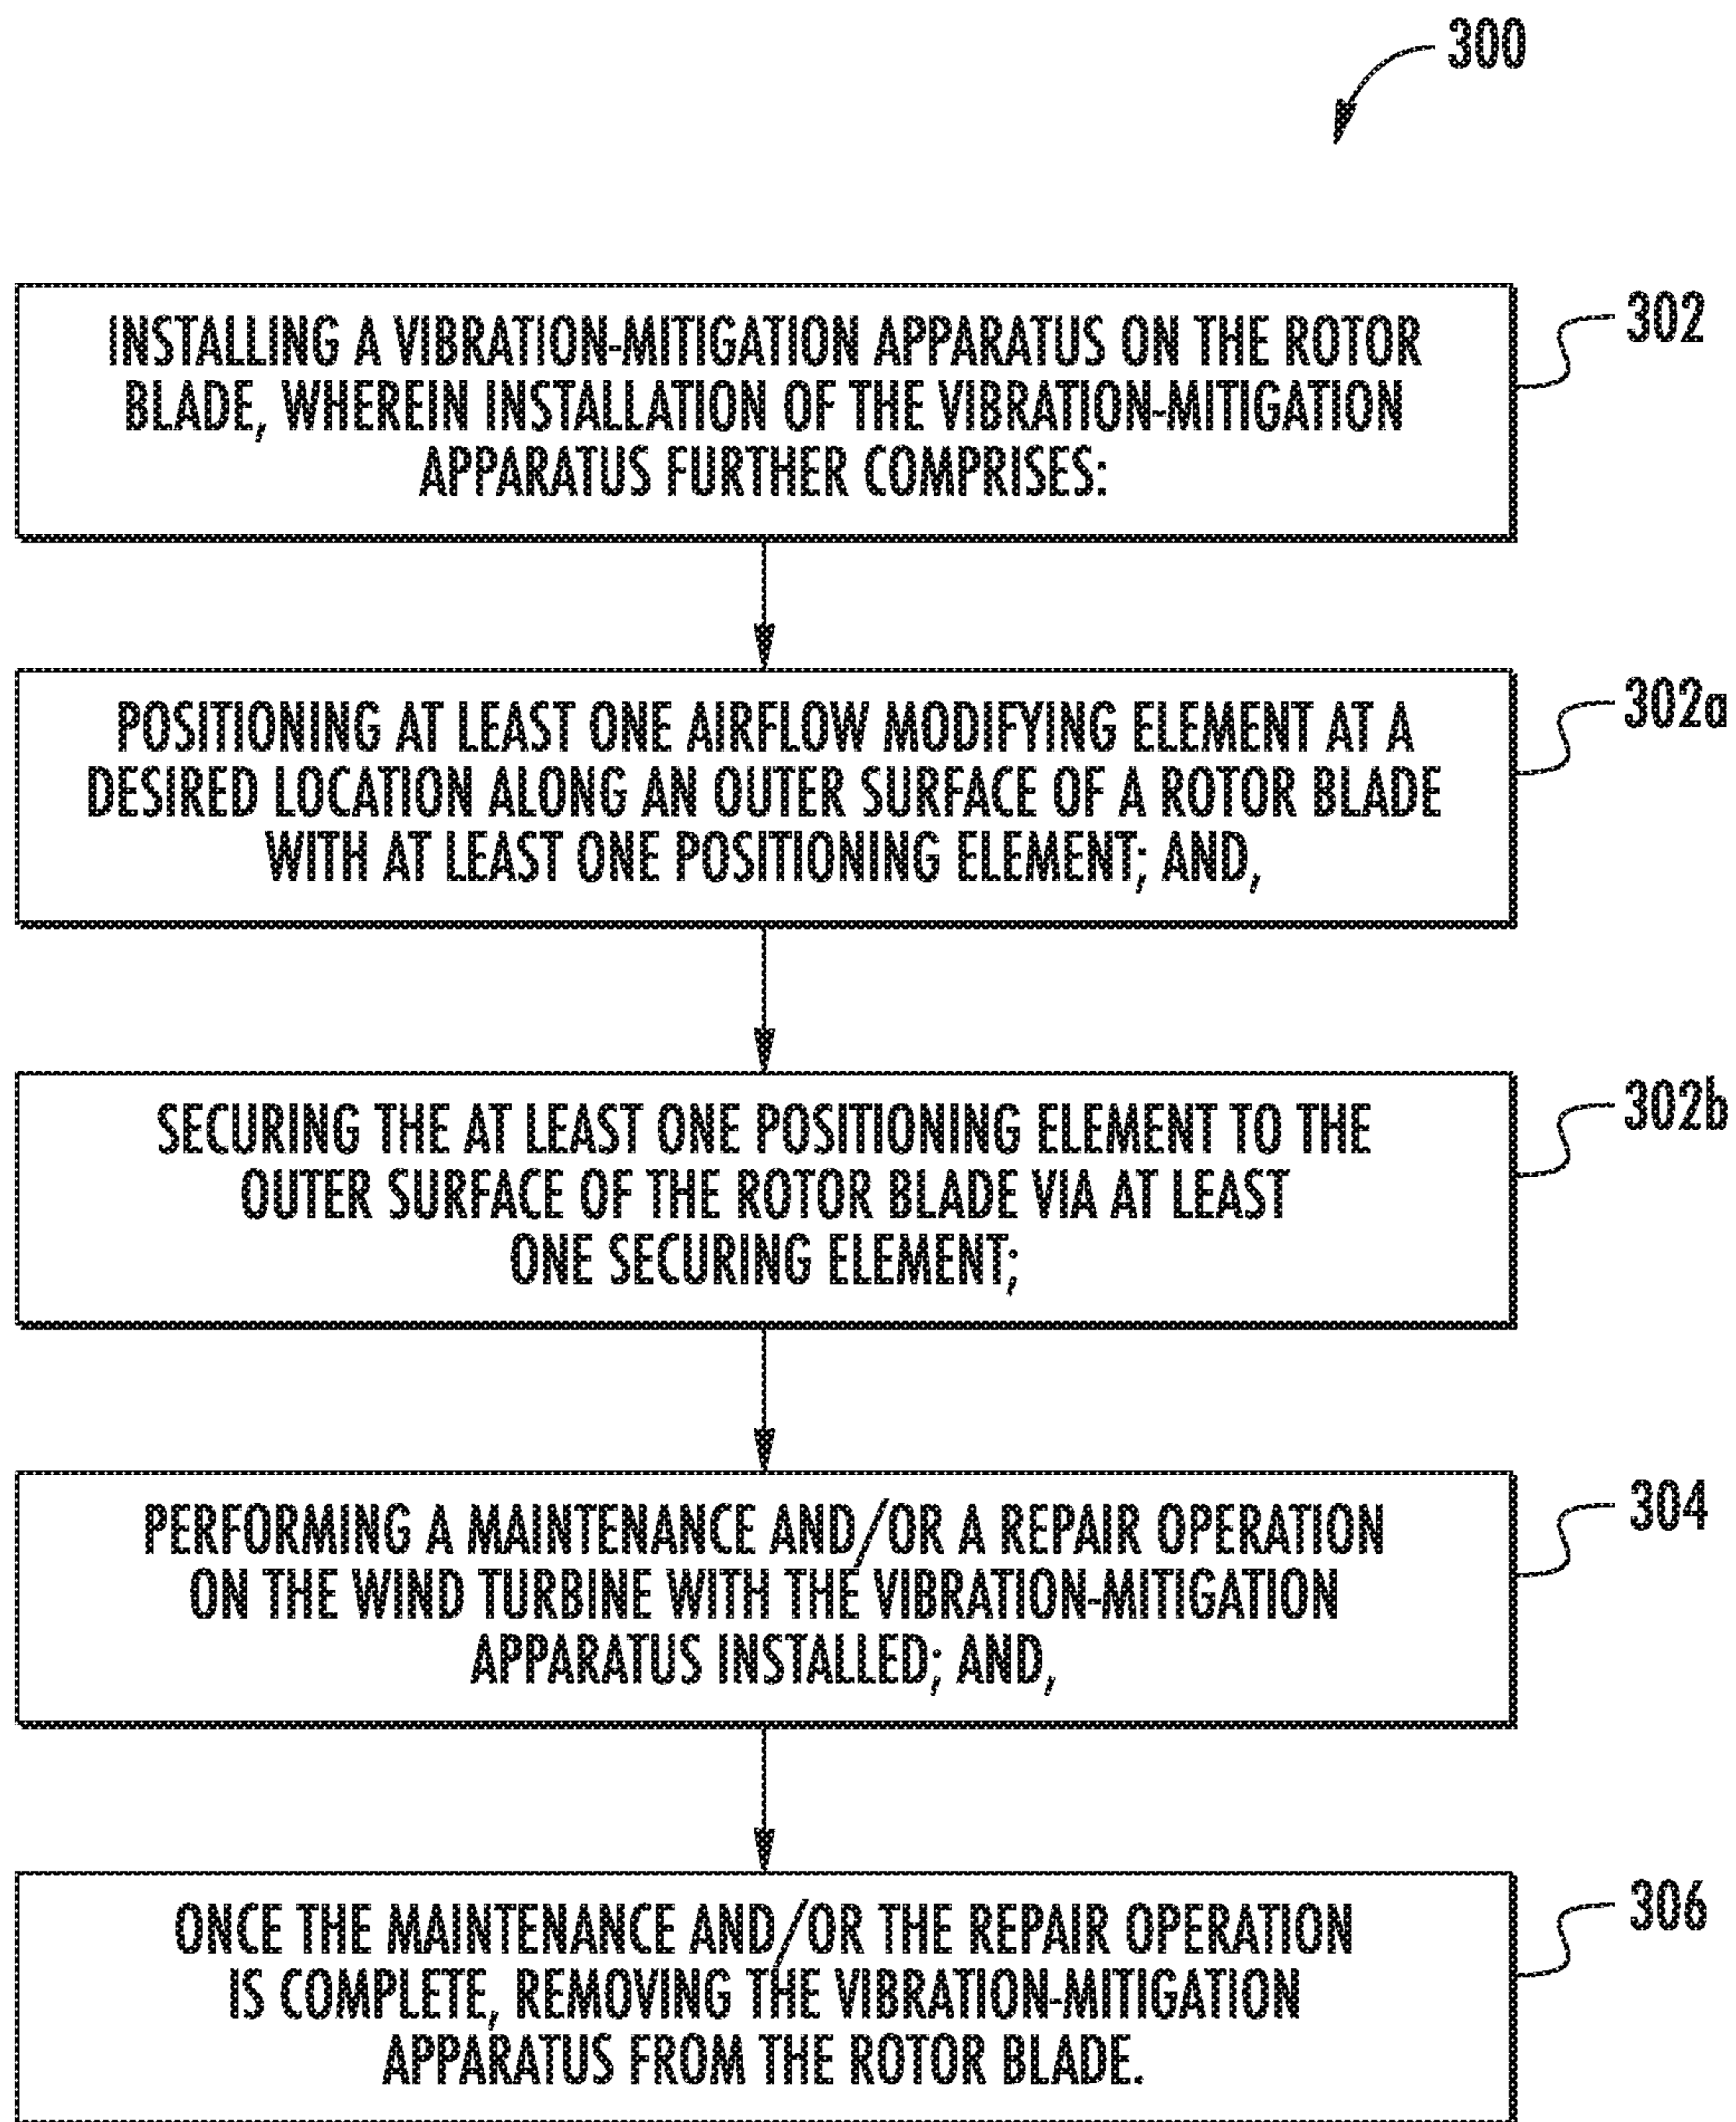 300
INSTALLING A VIBRATION-MITIGATION APPARATUS ON THE ROTOR
BLADE, WHEREIN INSTALLATION OF THE VIBRATION-MITIGATION
APPARATUS FURTHER COMPRISES:
302
POSITIONING AT LEAST ONE AIRFLOW MODIFYING ELEMENT AT A
DESIRED LOCATION ALONG AN OUTER SURFACE OF A ROTOR BLADE
WITH AT LEAST ONE POSITIONING ELEMENT; AND,
302a
SECURING THE AT LEAST ONE POSITIONING ELEMENT TO THE
OUTER SURFACE OF THE ROTOR BLADE VIA AT LEAST
ONE SECURING ELEMENT;
302b
PERFORMING A MAINTENANCE AND/OR A REPAIR OPERATION
ON THE WIND TURBINE WITH THE VIBRATION-MITIGATION
APPARATUS INSTALLED; AND,
304
ONCE THE MAINTENANCE AND/OR THE REPAIR OPERATION
IS COMPLETE, REMOVING THE VIBRATION-MITIGATION
APPARATUS FROM THE ROTOR BLADE.
306